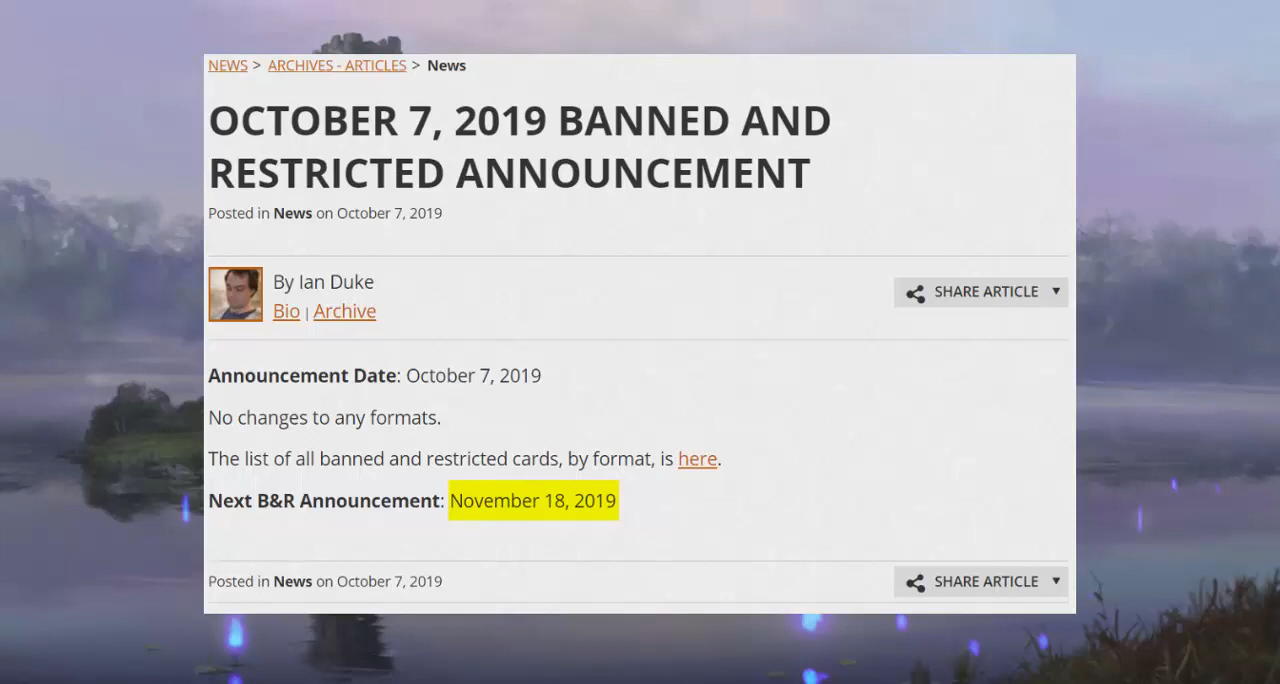 NEWS > ARCHIVES - ARTICLES > News
OCTOBER 7, 2019 BANNED AND
RESTRICTED ANNOUNCEMENT
Posted in News on October 7, 2019
By Ian Duke
Bio | Archive
SHARE ARTICLE
Announcement Date: October 7, 2019
No changes to any formats.
The list of all banned and restricted cards, by format, is here.
Next B&R Announcement: November 18, 2019
Posted in News on October 7, 2019
SHARE ARTICLE